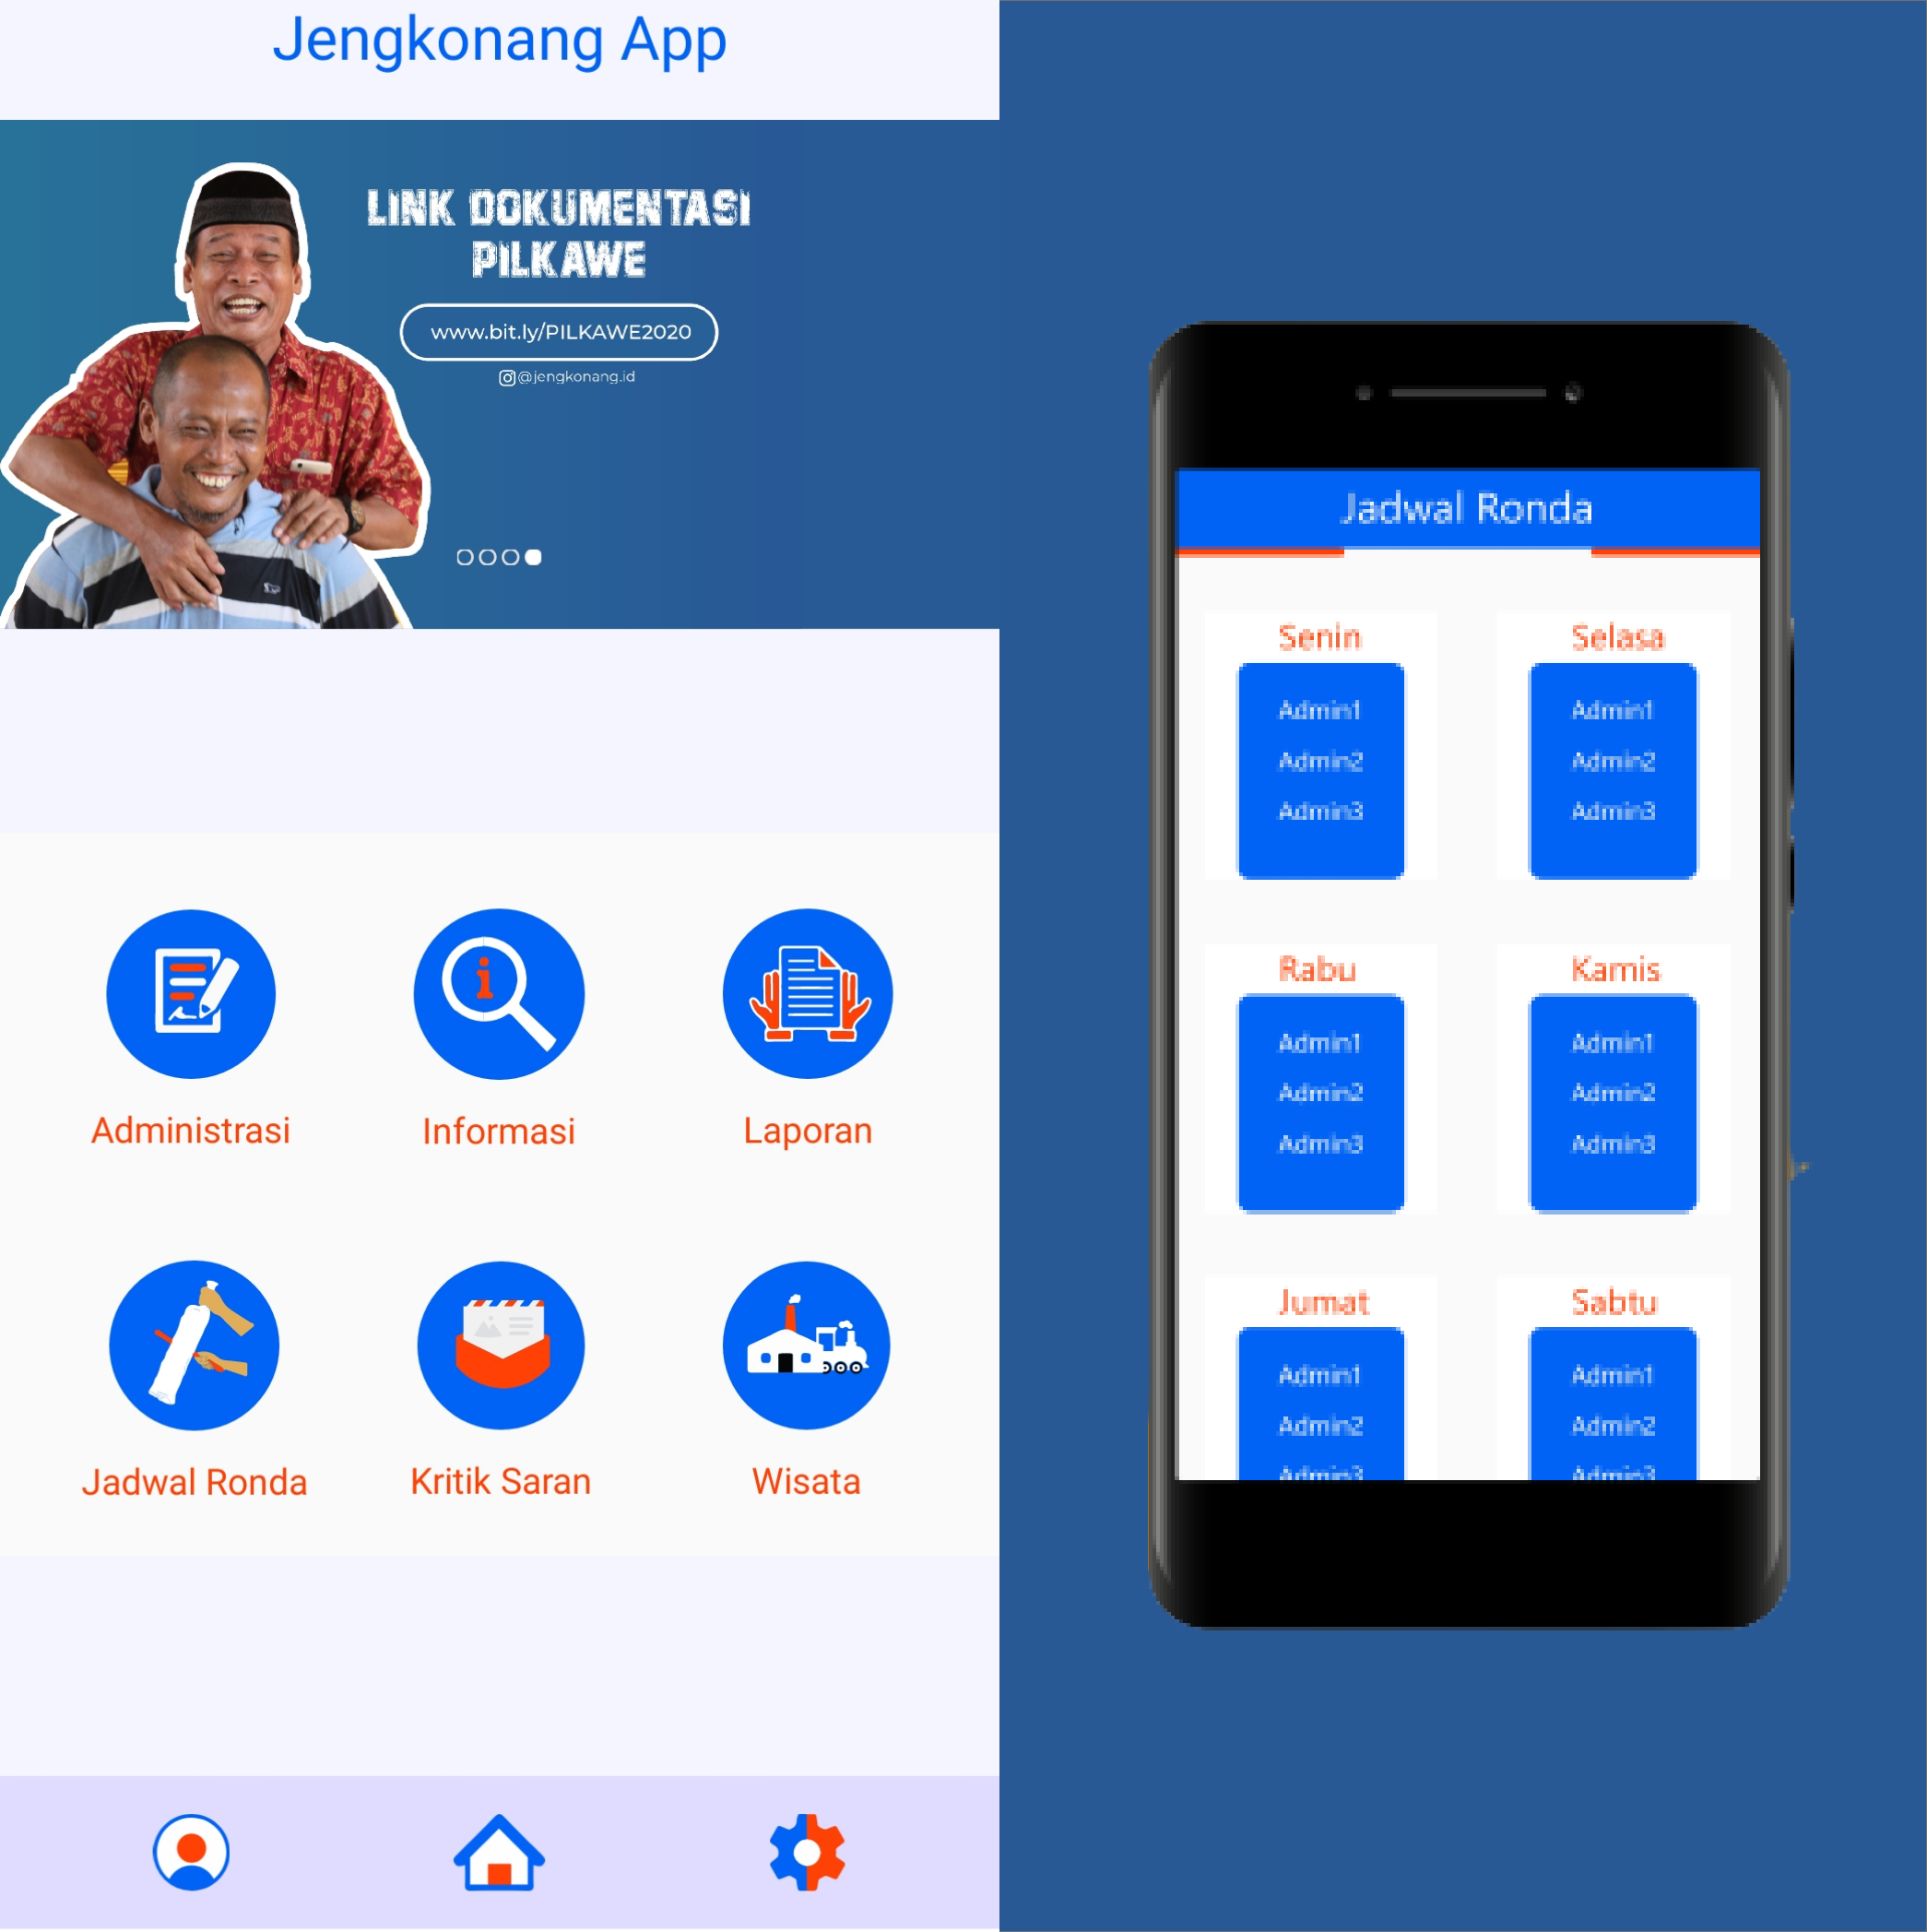 Jengkonang App
LINK DOKUMENTASI
PILKAWE
www.bit.ly/PILKAWE2020
@jengkonang.id
i
Administrasi
Informasi
Laporan
Jadwal Ronda
Kritik Saran
Wisata
Jadwal Ronda
Senin
Admin1
Admin2
Admin3
Selasa
Admin1
Admin2
Admin3
Rabu
Admin1
Admin2
Admin3
Kamis
Admin1
Admin2
Admin3
Jumat
Admin1
Admin2
Admin3
Sabtu
Admin1
Admin2
Admin3